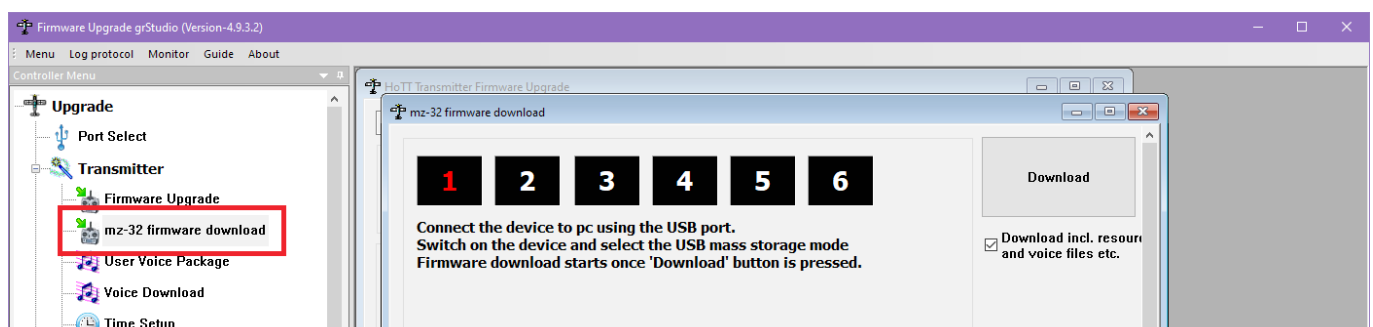 Firmware Upgrade grStudio (Version-4.9.3.2)
Menu Log protocol Monitor Guide About
Controller Menu
Upgrade
Port Select
Transmitter
Firmware Upgrade
mz-32 firmware download
User Voice Package
Voice Download
Time Setup
HoTT Transmitter Firmware Upgrade
mz-32 firmware download
1 2 3 4 5 6
Connect the device to pc using the USB port.
Switch on the device and select the USB mass storage mode
Firmware download starts once 'Download' button is pressed.
Download
Download incl. resour
and voice files etc.